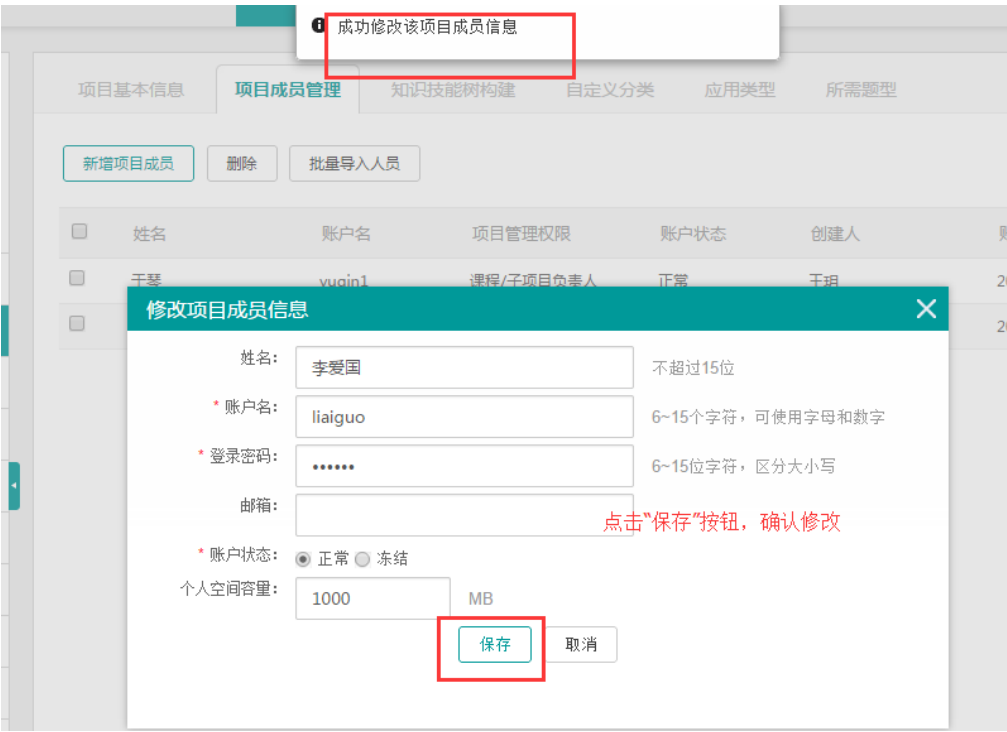 成功修改该项目成员信息
项目基本信息 项目成员管理 知识技能树构建 自定义分类 应用类型 所需题型
新增项目成员 删除 批量导入人员
姓名 账户名 项目管理权限 账户状态 创建人
于琴 yuqin1 课程/子项目负责人 正常 于玥
修改项目成员信息
姓名: 李爱国 不超过15位
* 账户名: liaiguo 6~15个字符，可使用字母和数字
* 登录密码: •••••• 6~15位字符，区分大小写
邮箱:
点击“保存”按钮，确认修改
* 账户状态: 正常 冻结
个人空间容量: 1000 MB
保存 取消